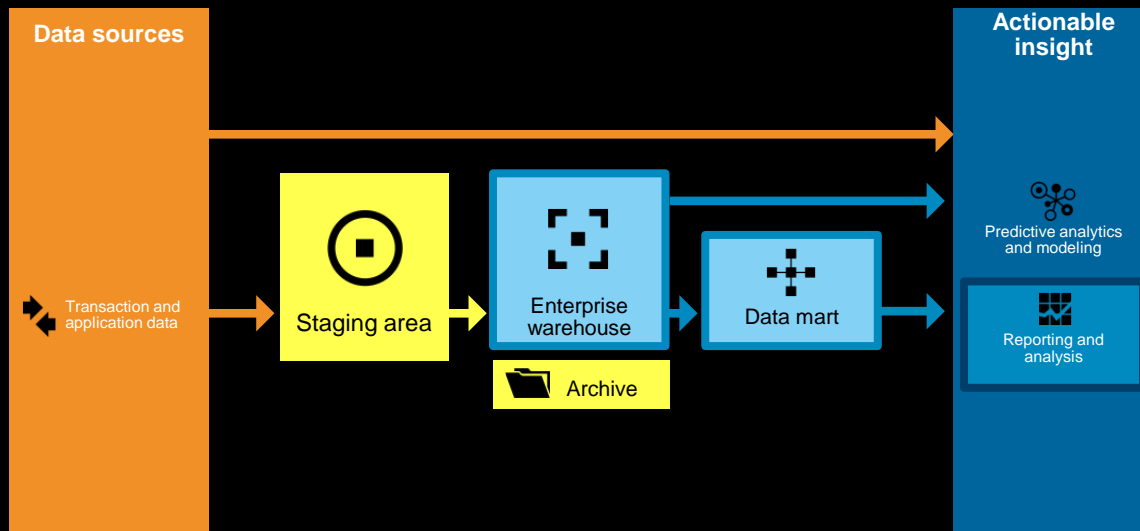 Data sources
Actionable
insight
Predictive analytics
and modeling
Transaction and
application data
Staging area
Enterprise
warehouse
Data mart
Reporting and
analysis
Archive